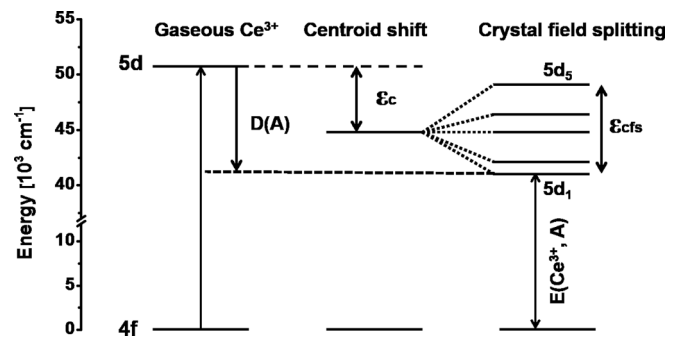 Gaseous Ce³⁺ Centroid shift Crystal field splitting
Energy [10³ cm⁻¹]
55
50
45
40
10
5
0
5d
4f
D(A)
εc
5d₅
εcfs
5d₁
E(Ce³⁺, A)